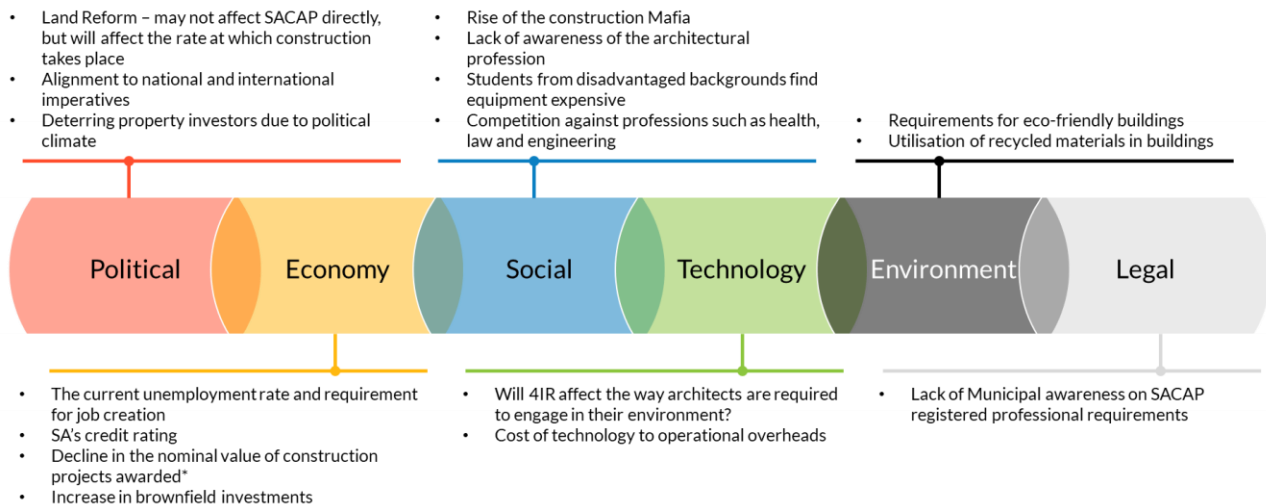 • Land Reform – may not affect SACAP directly,
but will affect the rate at which construction
takes place
• Alignment to national and international
imperatives
• Deterring property investors due to political
climate
• Rise of the construction Mafia
• Lack of awareness of the architectural
profession
• Students from disadvantaged backgrounds find
equipment expensive
• Competition against professions such as health,
law and engineering
• Requirements for eco-friendly buildings
• Utilisation of recycled materials in buildings
Political
Economy
Social
Technology
Environment
Legal
• The current unemployment rate and requirement
for job creation
• SA's credit rating
• Decline in the nominal value of construction
projects awarded*
• Increase in brownfield investments
• Will 4IR affect the way architects are required
to engage in their environment?
• Cost of technology to operational overheads
• Lack of Municipal awareness on SACAP
registered professional requirements